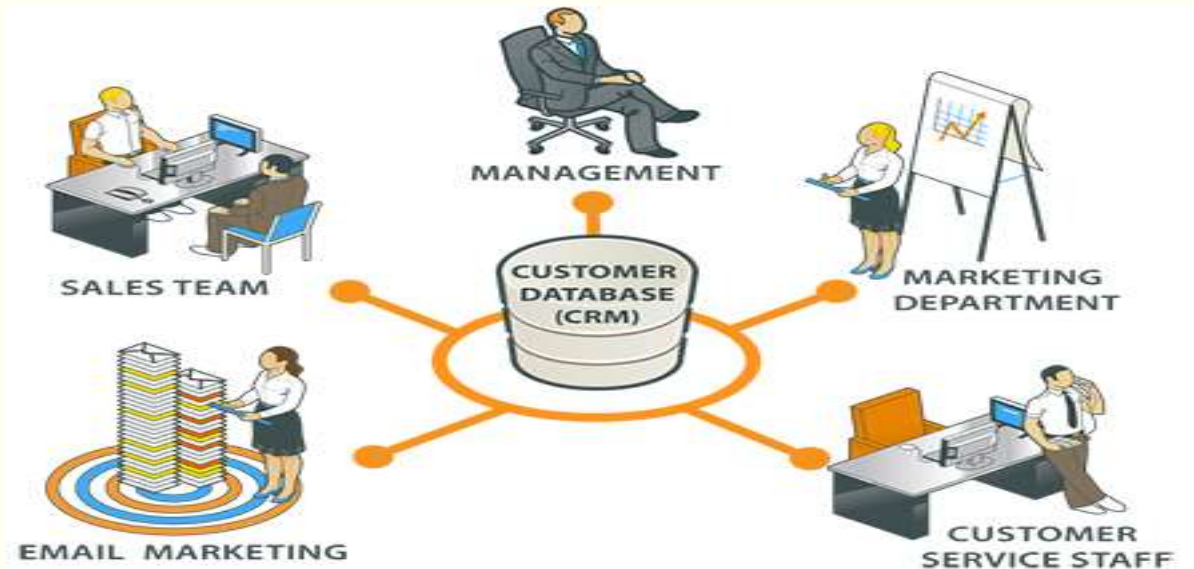 MANAGEMENT
SALES TEAM
CUSTOMER
DATABASE
(CRM)
MARKETING
DEPARTMENT
EMAIL MARKETING
CUSTOMER
SERVICE STAFF